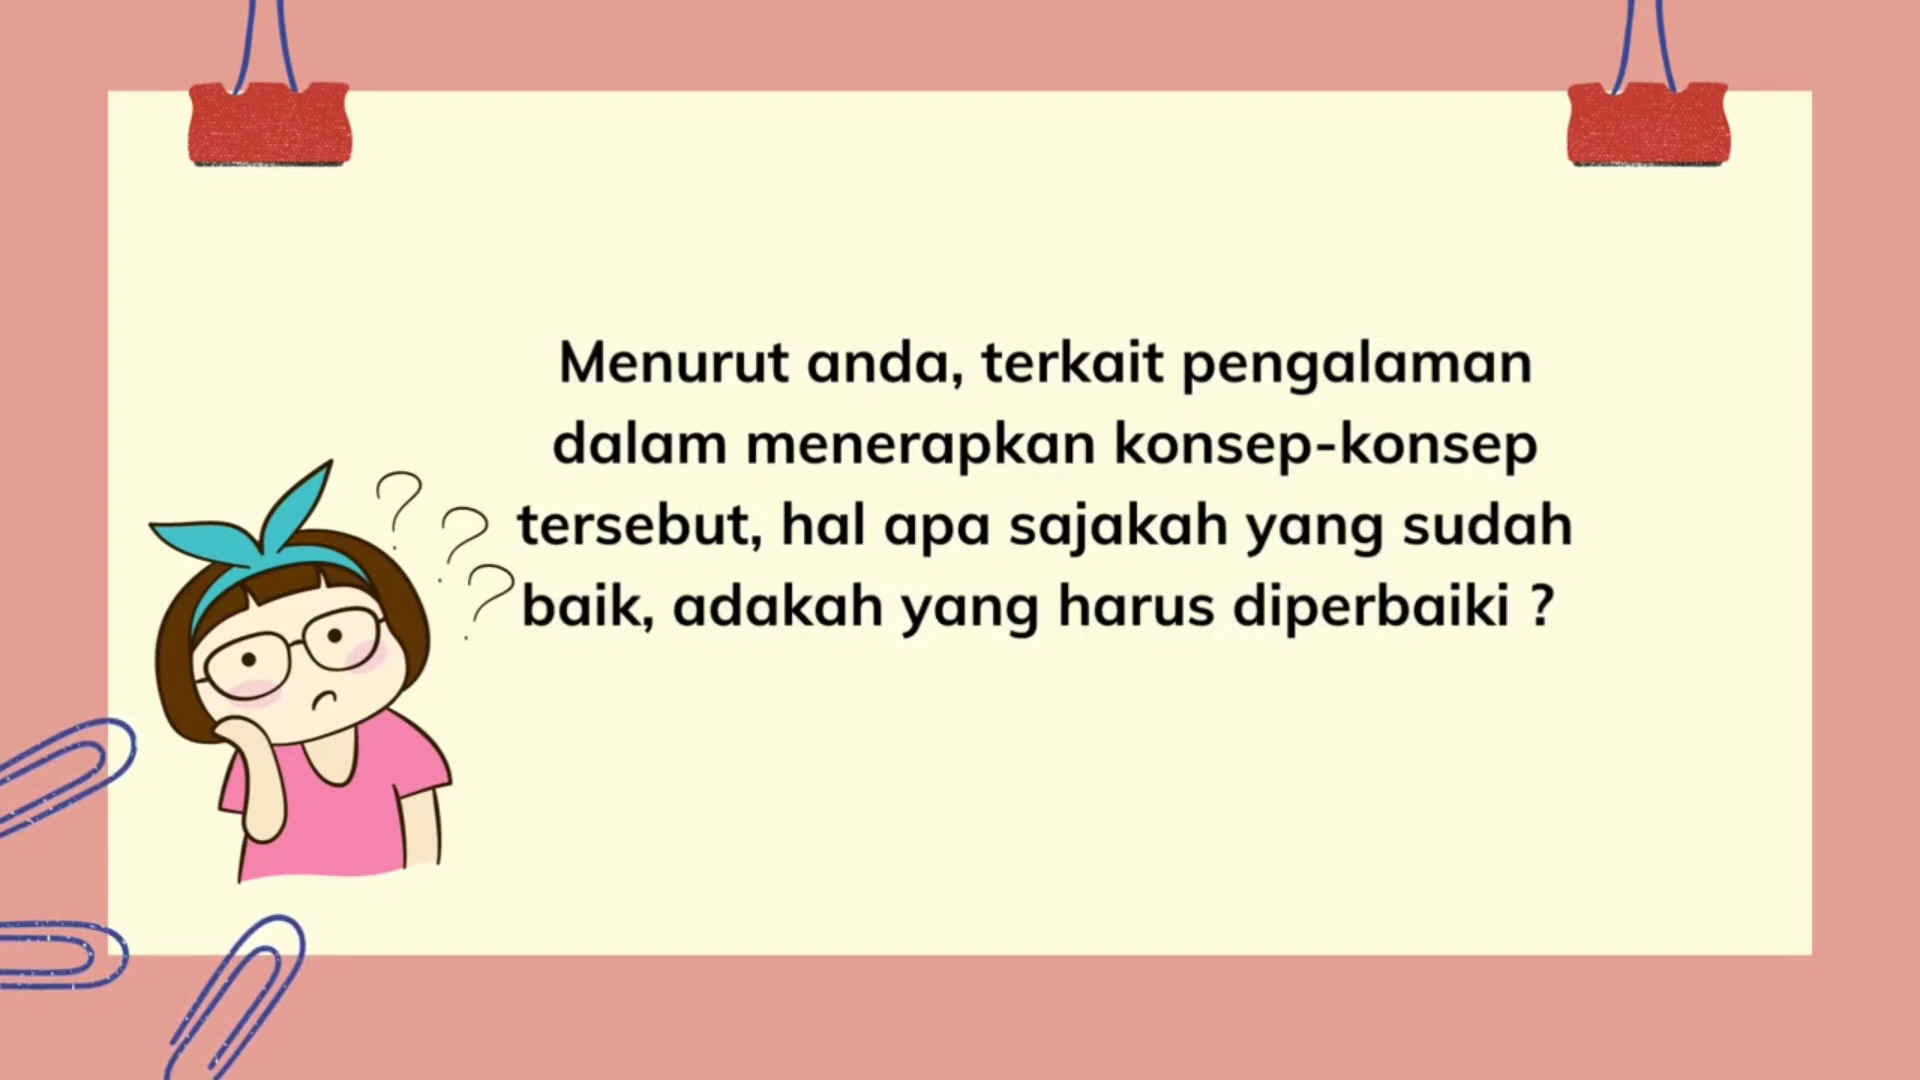 Menurut anda, terkait pengalaman
dalam menerapkan konsep-konsep
tersebut, hal apa sajakah yang sudah
baik, adakah yang harus diperbaiki ?